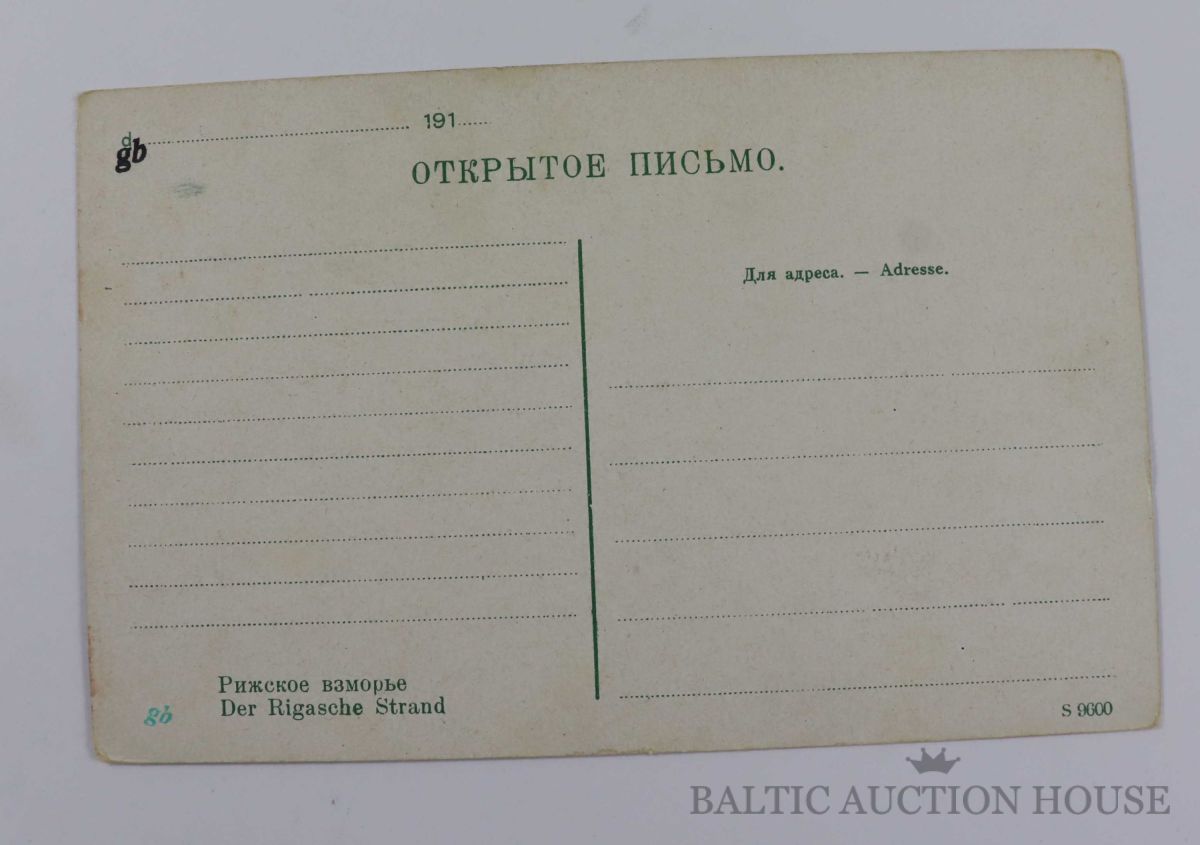 d 191
gb
ОТКРЫТОЕ ПИСЬМО.
Для адреса. — Adresse.
Рижское взморье
Der Rigasche Strand
gb
S 9600
BALTIC AUCTION HOUSE